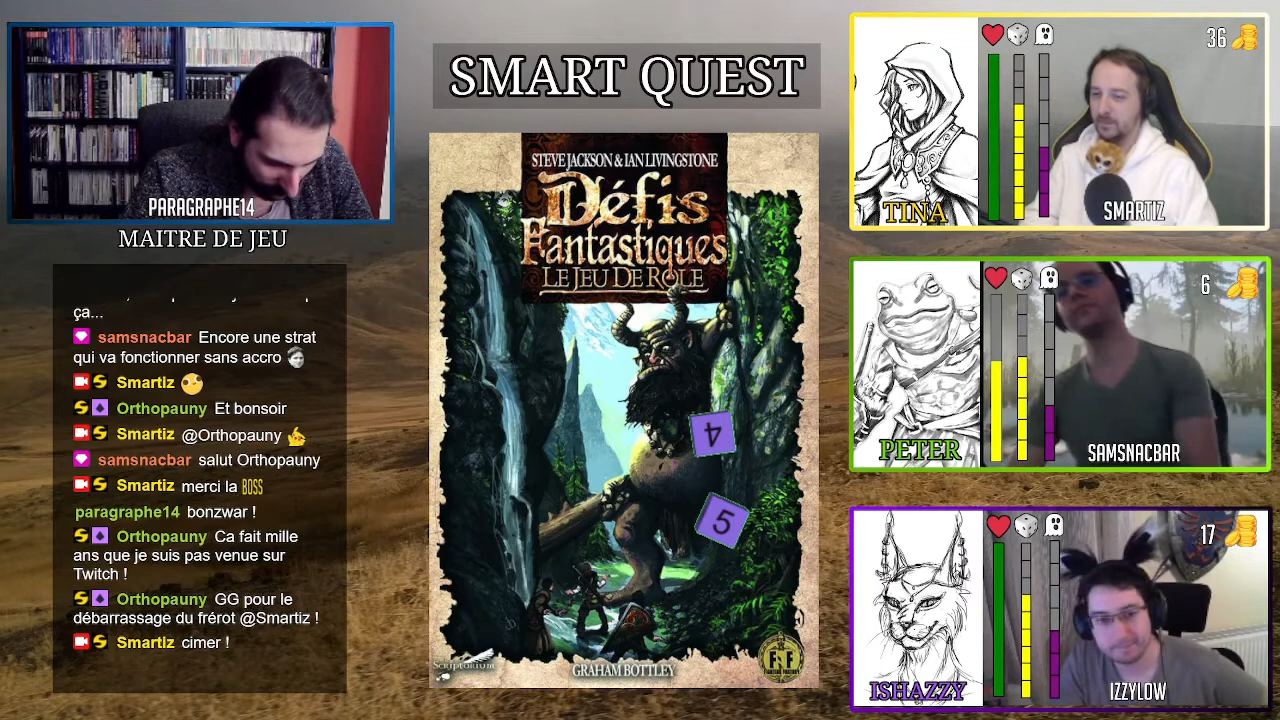 PARAGRAPHE14
MAITRE DE JEU
ça...
samsnacbar Encore une strat
qui va fonctionner sans accro
Smartiz
Orthopauny Et bonsoir
Smartiz @Orthopauny
samsnacbar salut Orthopauny
Smartiz merci la BOSS
paragraphe14 bonzwar !
Orthopauny Ca fait mille
ans que je suis pas venue sur
Twitch !
Orthopauny GG pour le
débarrassage du frérot @Smartiz !
Smartiz cimer !
SMART QUEST
STEVE JACKSON & IAN LIVINGSTONE
Défis
Fantastiques
LE JEU DE RÔLE
4
5
SCRIPTARIUM
GRAHAM BOTTLEY
FF
36
TINA
SMARTIZ
6
PETER
SAMSNACBAR
17
ISHAZZY
IZZYLOW